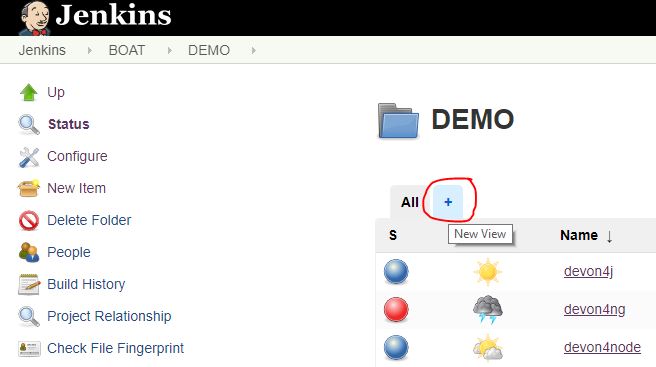 Jenkins
Jenkins BOAT DEMO
Up
Status
Configure
New Item
Delete Folder
People
Build History
Project Relationship
Check File Fingerprint
DEMO
All +
New View
S Name ↓
devon4j
devon4ng
devon4node